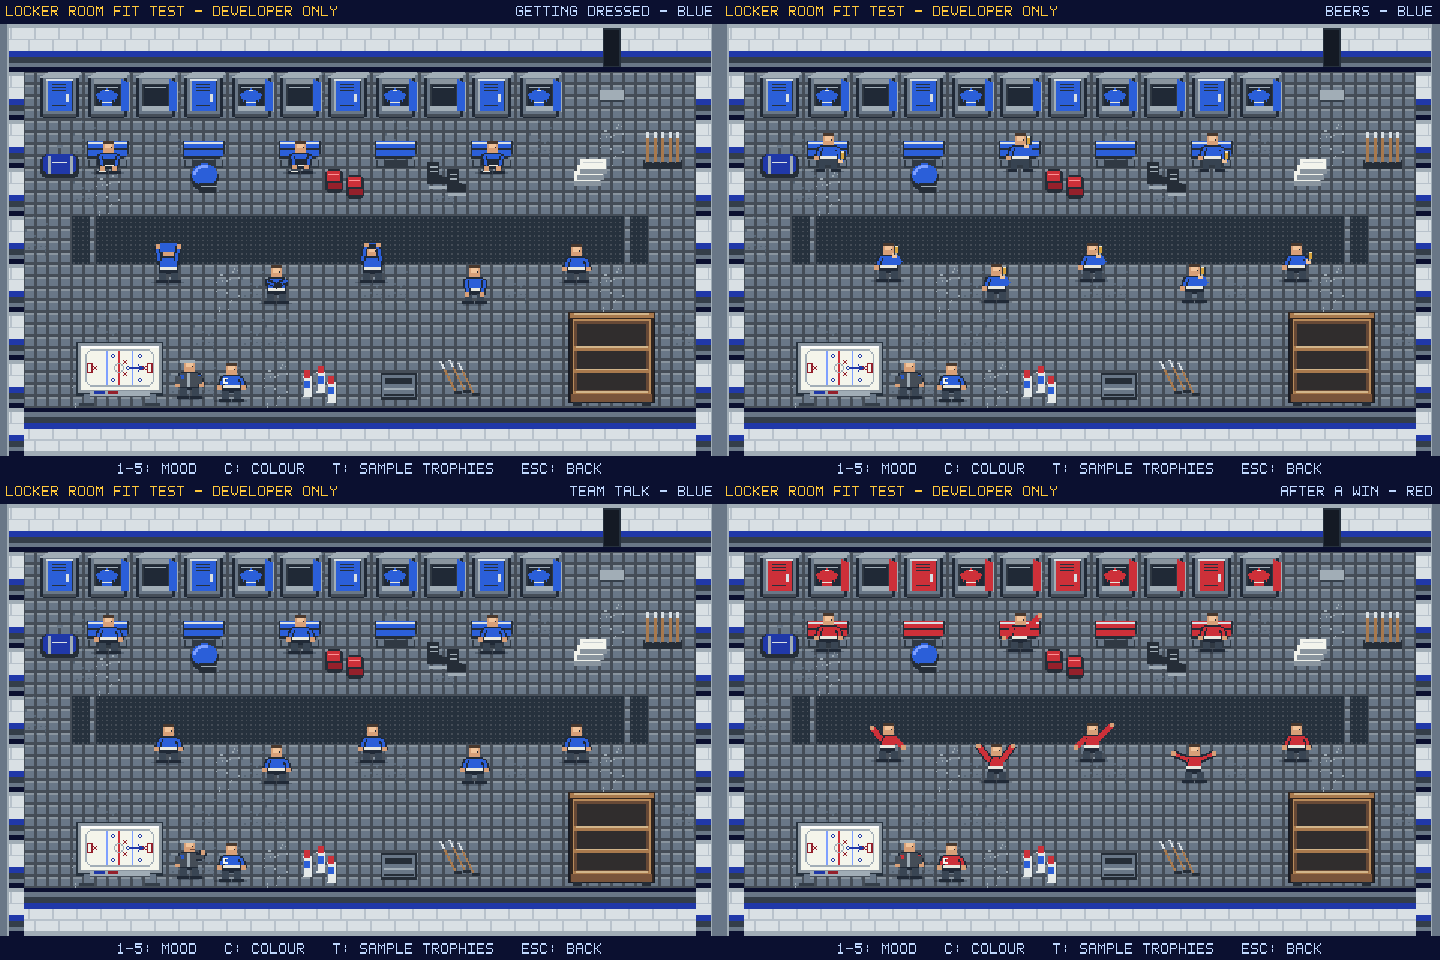 LOCKER ROOM FIT TEST - DEVELOPER ONLY
GETTING DRESSED - BLUE
1-5: MOOD C: COLOUR T: SAMPLE TROPHIES ESC: BACK
LOCKER ROOM FIT TEST - DEVELOPER ONLY
BEERS - BLUE
1-5: MOOD C: COLOUR T: SAMPLE TROPHIES ESC: BACK
LOCKER ROOM FIT TEST - DEVELOPER ONLY
TEAM TALK - BLUE
1-5: MOOD C: COLOUR T: SAMPLE TROPHIES ESC: BACK
LOCKER ROOM FIT TEST - DEVELOPER ONLY
AFTER A WIN - RED
1-5: MOOD C: COLOUR T: SAMPLE TROPHIES ESC: BACK